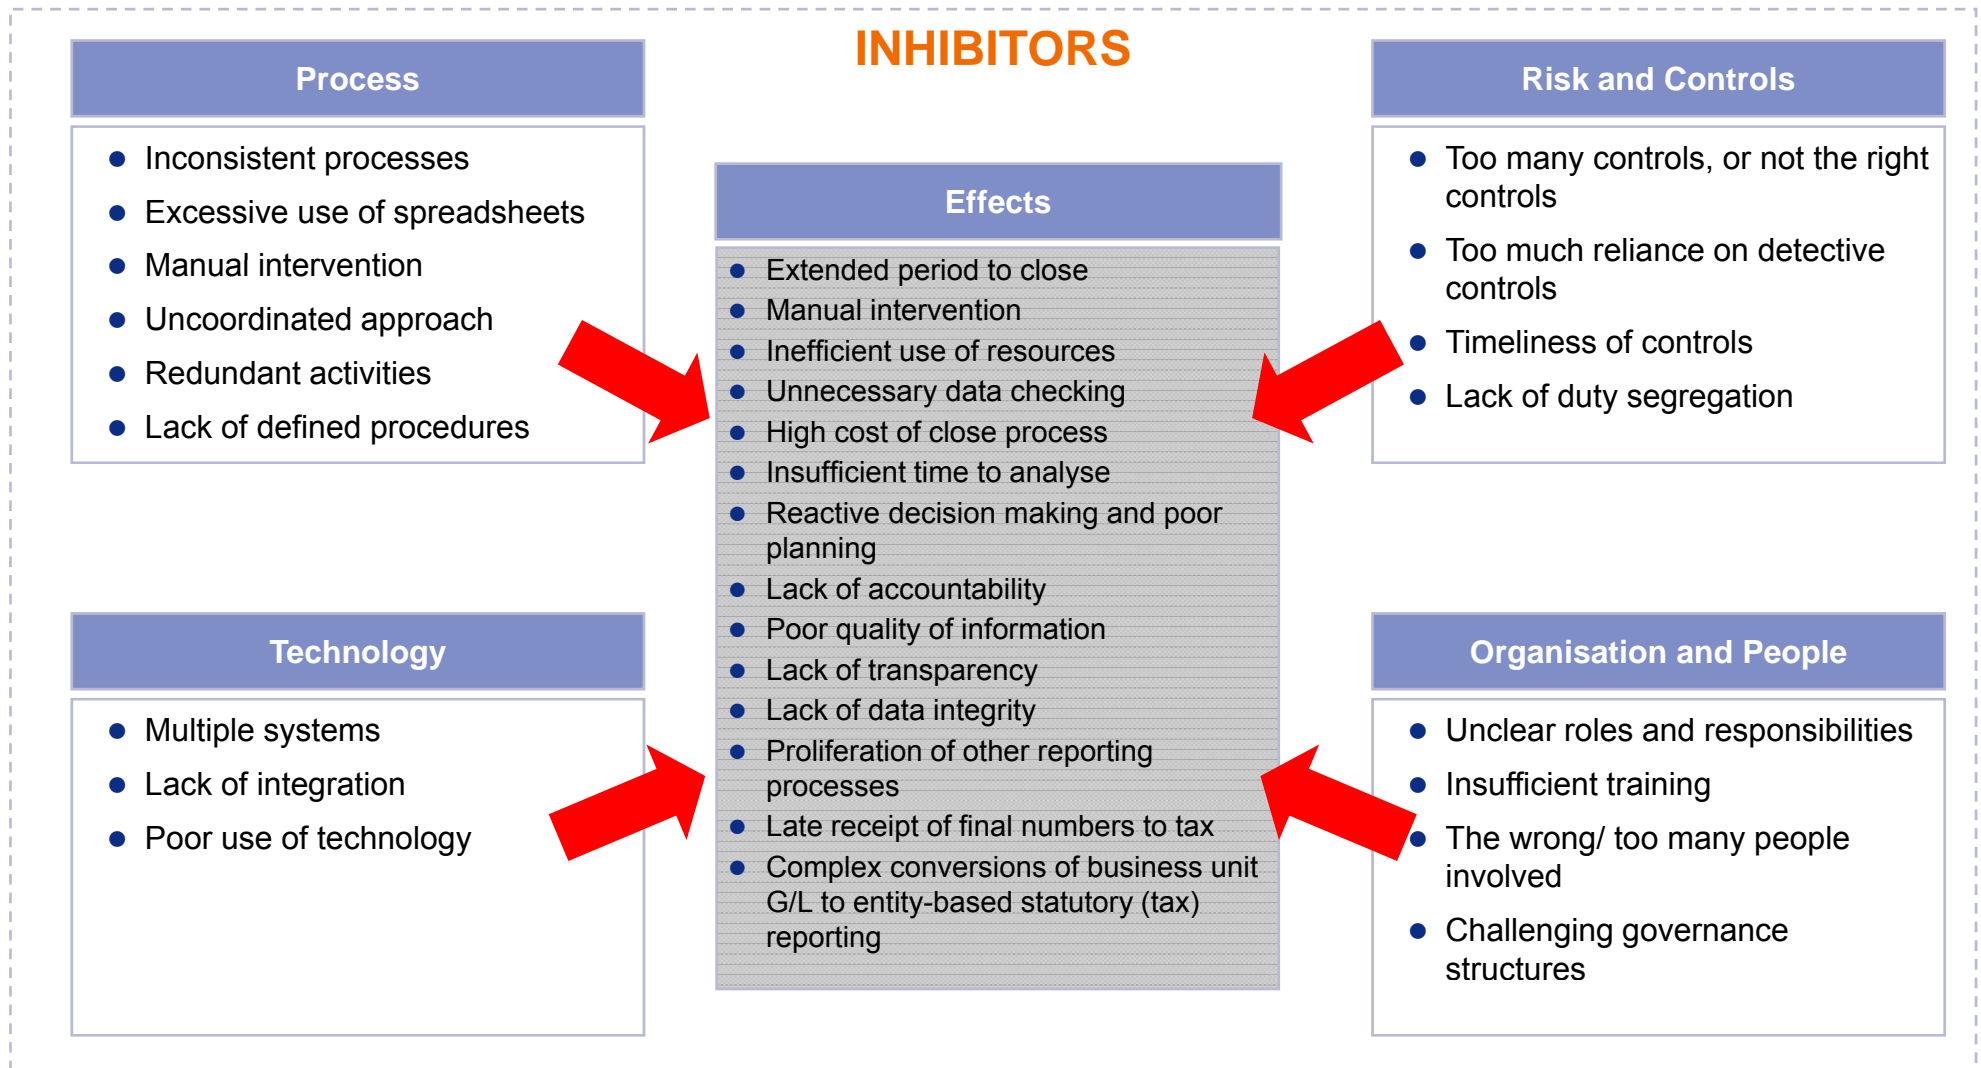 INHIBITORS
Process
Inconsistent processes
Excessive use of spreadsheets
Manual intervention
Uncoordinated approach
Redundant activities
Lack of defined procedures
Technology
Multiple systems
Lack of integration
Poor use of technology
Effects
Extended period to close
Manual intervention
Inefficient use of resources
Unnecessary data checking
High cost of close process
Insufficient time to analyse
Reactive decision making and poor
planning
Lack of accountability
Poor quality of information
Lack of transparency
Lack of data integrity
Proliferation of other reporting
processes
Late receipt of final numbers to tax
Complex conversions of business unit
G/L to entity-based statutory (tax)
reporting
Risk and Controls
Too many controls, or not the right
controls
Too much reliance on detective
controls
Timeliness of controls
Lack of duty segregation
Organisation and People
Unclear roles and responsibilities
Insufficient training
The wrong/ too many people
involved
Challenging governance
structures